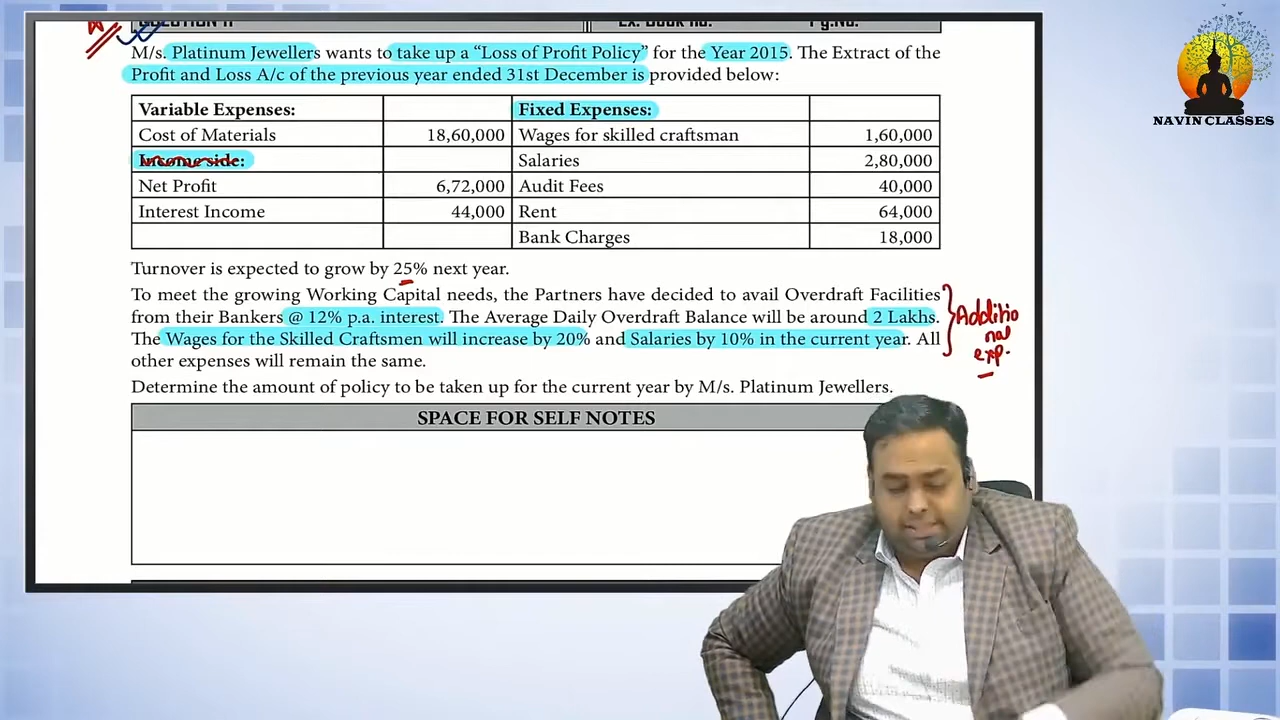 M/s. Platinum Jewellers wants to take up a “Loss of Profit Policy” for the Year 2015. The Extract of the
Profit and Loss A/c of the previous year ended 31st December is provided below:
Variable Expenses: Fixed Expenses:
Cost of Materials 18,60,000 Wages for skilled craftsman 1,60,000
Income side: Salaries 2,80,000
Net Profit 6,72,000 Audit Fees 40,000
Interest Income 44,000 Rent 64,000
Bank Charges 18,000
Turnover is expected to grow by 25% next year.
To meet the growing Working Capital needs, the Partners have decided to avail Overdraft Facilities
from their Bankers @ 12% p.a. interest. The Average Daily Overdraft Balance will be around 2 Lakhs.
The Wages for the Skilled Craftsmen will increase by 20% and Salaries by 10% in the current year. All
other expenses will remain the same.
Additio
nal
exp.
Determine the amount of policy to be taken up for the current year by M/s. Platinum Jewellers.
SPACE FOR SELF NOTES
NAVIN CLASSES